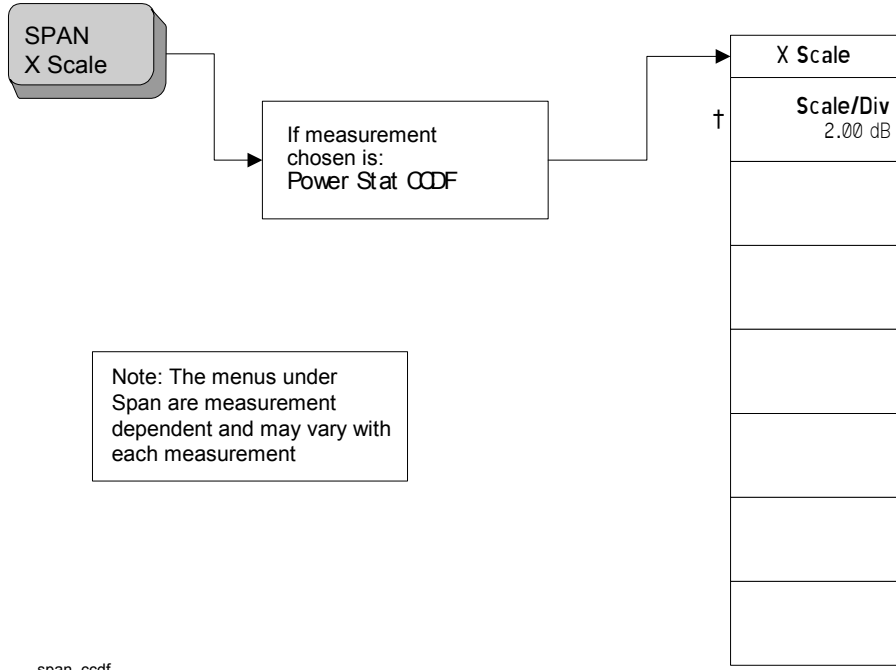 SPAN
X Scale
If measurement
chosen is:
Power Stat CCDF
X Scale
†
Scale/Div
2.00 dB
Note: The menus under
Span are measurement
dependent and may vary with
each measurement
span_ccdf